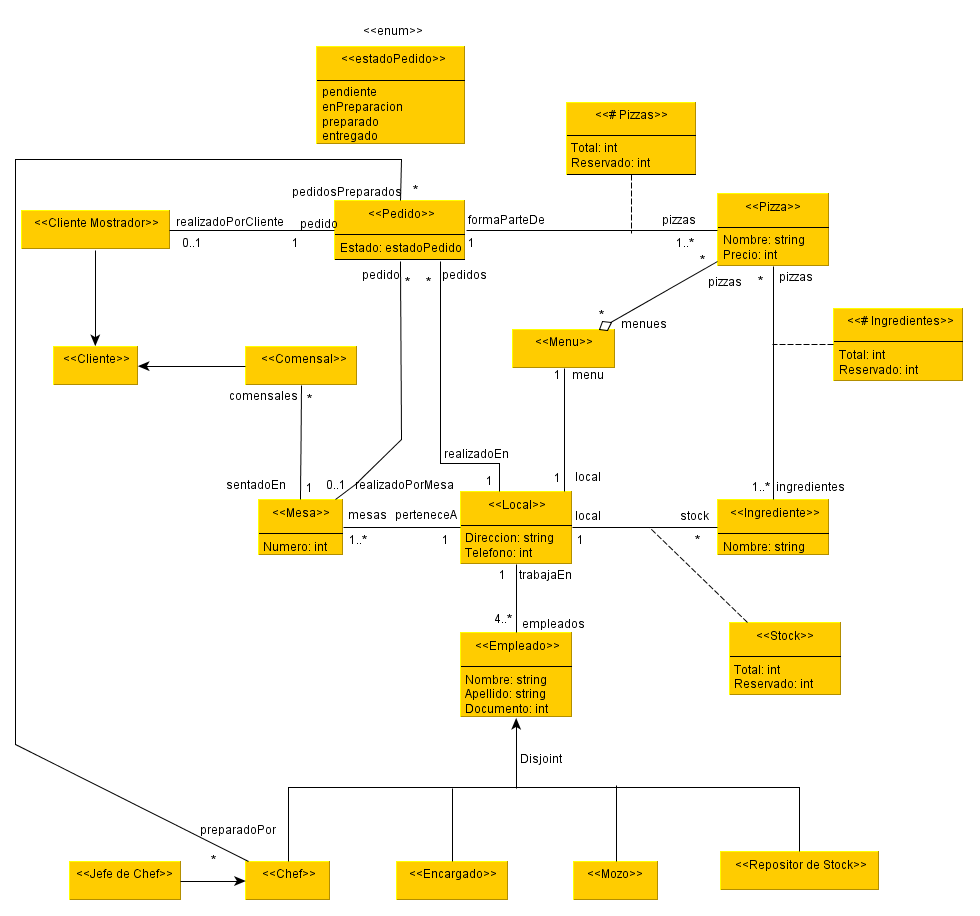 <<enum>>
<<estadoPedido>>
pendiente
enPreparacion
preparado
entregado
<<# Pizzas>>
Total: int
Reservado: int
pedidosPreparados
*
<<Cliente Mostrador>>
realizadoPorCliente
0..1
pedido
1
<<Pedido>>
Estado: estadoPedido
formaParteDe
1
pizzas
1..*
<<Pizza>>
Nombre: string
Precio: int
pedido
*
*
pedidos
*
pizzas
*
pizzas
*
menues
<<# Ingredientes>>
Total: int
Reservado: int
<<Cliente>>
<<Comensal>>
<<Menu>>
1
menu
comensales
*
realizadoEn
1
1
local
sentadoEn
1
0..1
realizadoPorMesa
1..*
ingredientes
<<Mesa>>
Numero: int
mesas
1..*
perteneceA
1
<<Local>>
Direccion: string
Telefono: int
local
1
stock
*
<<Ingrediente>>
Nombre: string
1
trabajaEn
4..*
empleados
<<Stock>>
Total: int
Reservado: int
<<Empleado>>
Nombre: string
Apellido: string
Documento: int
Disjoint
preparadoPor
*
<<Jefe de Chef>>
<<Chef>>
<<Encargado>>
<<Mozo>>
<<Repositor de Stock>>